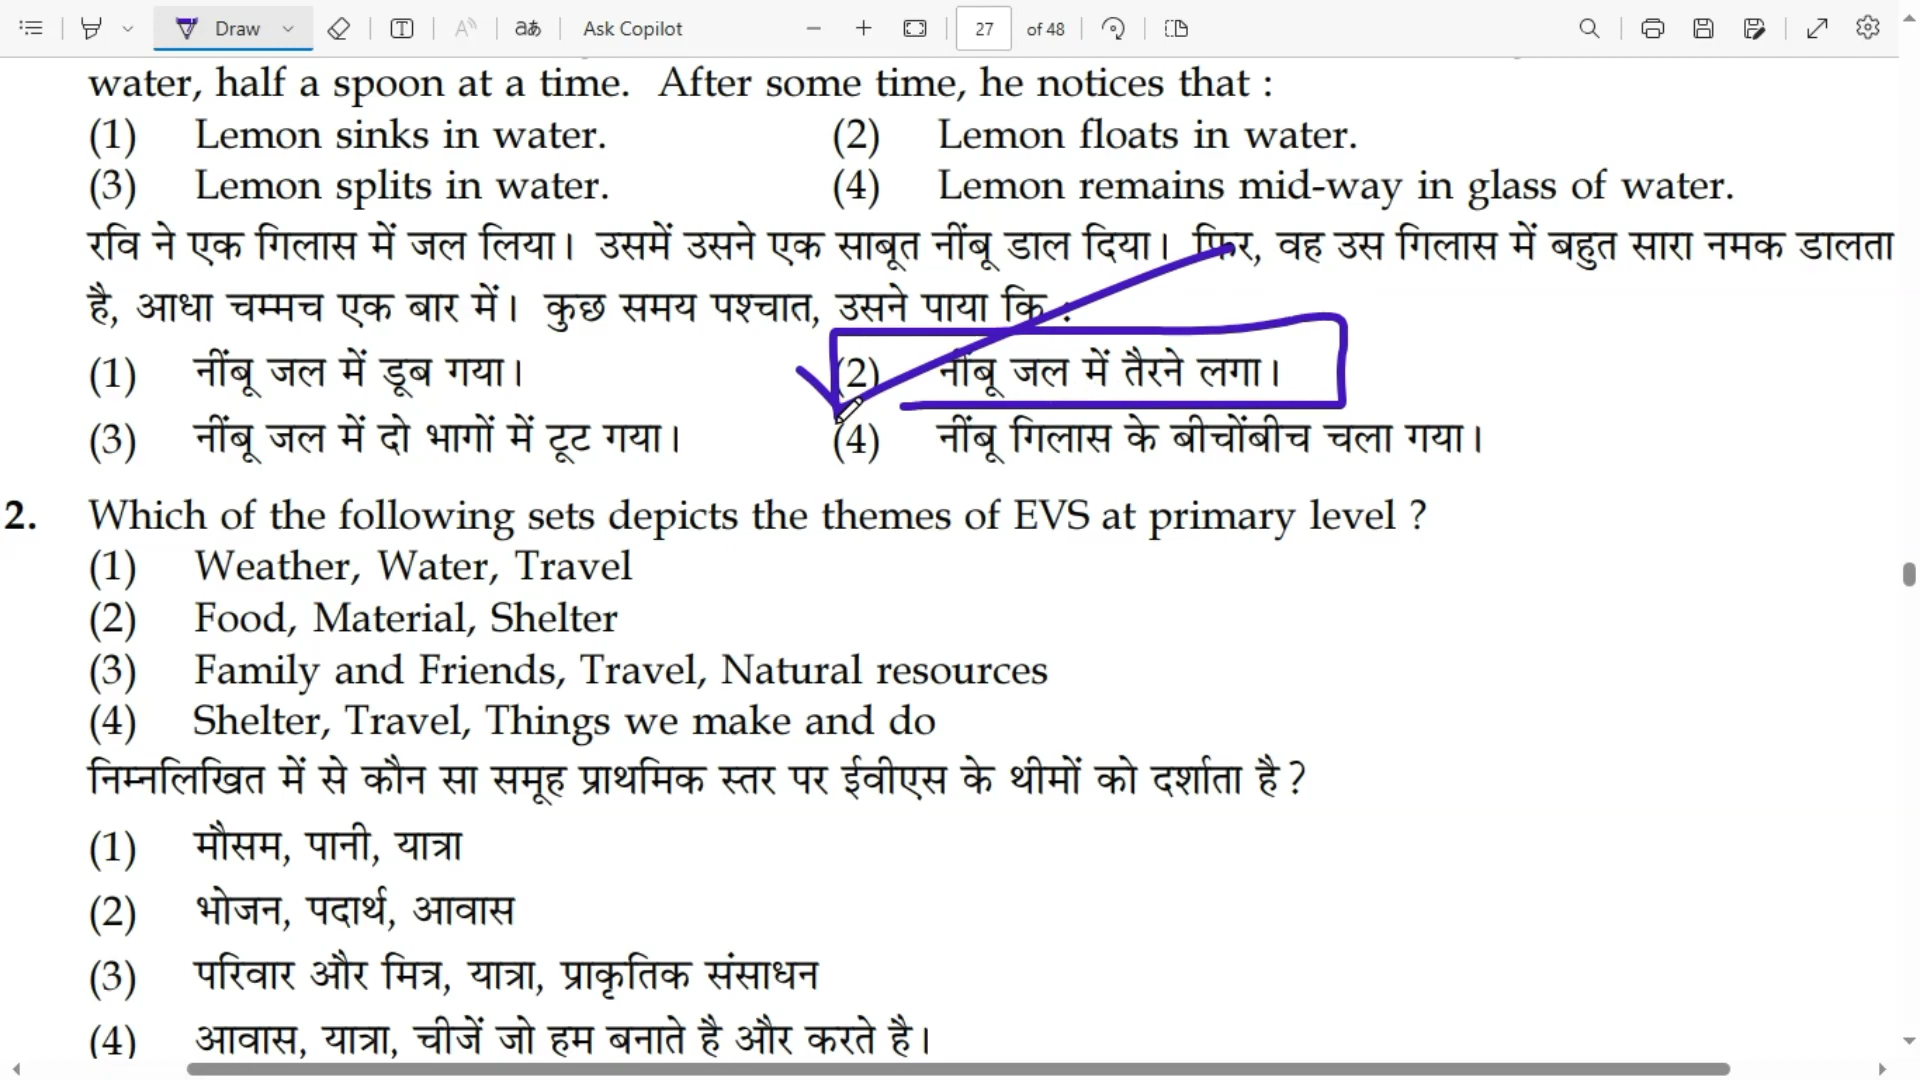 Draw aあ Ask Copilot 27 of 48
water, half a spoon at a time. After some time, he notices that :
(1) Lemon sinks in water. (2) Lemon floats in water.
(3) Lemon splits in water. (4) Lemon remains mid-way in glass of water.
रवि ने एक गिलास में जल लिया। उसमें उसने एक साबूत नींबू डाल दिया। फिर, वह उस गिलास में बहुत सारा नमक डालता
है, आधा चम्मच एक बार में। कुछ समय पश्चात, उसने पाया कि :
(1) नींबू जल में डूब गया। (2) नींबू जल में तैरने लगा।
(3) नींबू जल में दो भागों में टूट गया। (4) नींबू गिलास के बीचोंबीच चला गया।
2. Which of the following sets depicts the themes of EVS at primary level ?
(1) Weather, Water, Travel
(2) Food, Material, Shelter
(3) Family and Friends, Travel, Natural resources
(4) Shelter, Travel, Things we make and do
निम्नलिखित में से कौन सा समूह प्राथमिक स्तर पर ईवीएस के थीमों को दर्शाता है ?
(1) मौसम, पानी, यात्रा
(2) भोजन, पदार्थ, आवास
(3) परिवार और मित्र, यात्रा, प्राकृतिक संसाधन
(4) आवास, यात्रा, चीजें जो हम बनाते है और करते है।